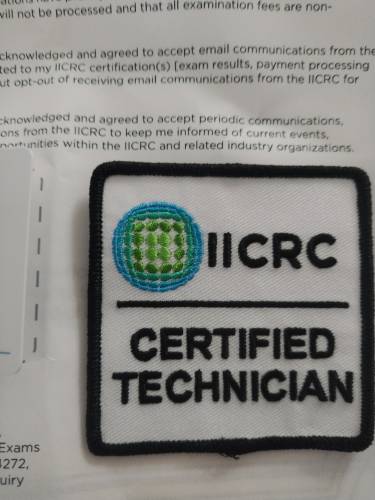 will not be processed and that all examination fees are non-
cknowledged and agreed to accept email communications from the
ted to my IICRC certification(s) [exam results, payment processing
ut opt-out of receiving email communications from the IICRC for
cknowledged and agreed to accept periodic communications,
ons from the IICRC to keep me informed of current events,
portunities within the IICRC and related industry organizations.
IICRC
CERTIFIED
TECHNICIAN
Exams
4272,
uiry